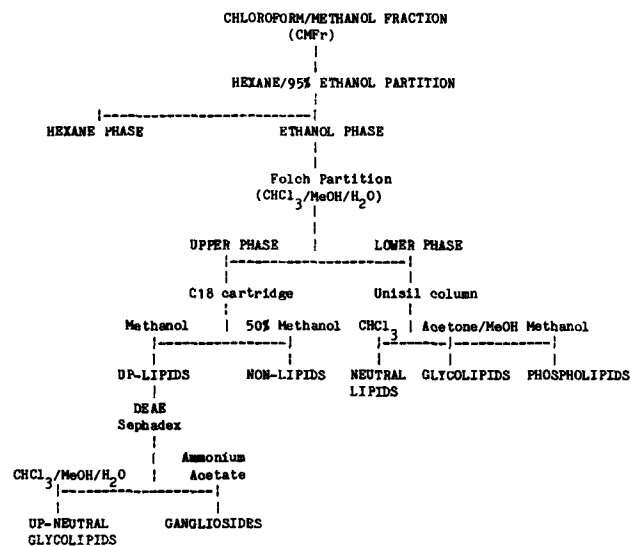 CHLOROFORM/METHANOL FRACTION
(CMFr)
HEXANE/95% ETHANOL PARTITION
HEXANE PHASE ETHANOL PHASE
Folch Partition
(CHCl3/MeOH/H2O)
UPPER PHASE LOWER PHASE
C18 cartridge Unisil column
Methanol 50% Methanol CHCl3 Acetone/MeOH Methanol
UP-LIPIDS NON-LIPIDS NEUTRAL GLYCOLIPIDS PHOSPHOLIPIDS
LIPIDS
DEAE
Sephadex
Ammonium
CHCl3/MeOH/H2O Acetate
UP-NEUTRAL GANGLIOSIDES
GLYCOLIPIDS